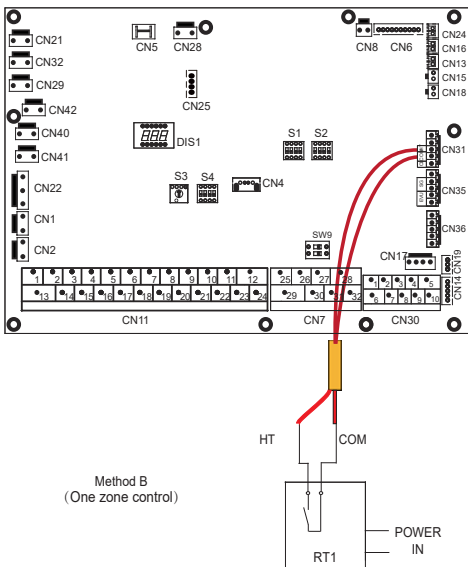 CN21
CN5
CN28
CN8
CN6
CN24
CN16
CN32
CN13
CN29
CN15
CN25
CN18
CN42
CN40
DIS1
S1
S2
CN31
CN41
S3
S4
CN4
CN35
CN22
CN1
CN36
SW9
CN2
CN17
CN19
1 2 3 4 5 6 7 8 9 10 11 12
25 26 27 28
1 2 3 4 5
13 14 15 16 17 18 19 20 21 22 23 24
29 30 31 32
6 7 8 9 10
CN14
CN11
CN7
CN30
HT
COM
Method B
(One zone control)
POWER
IN
RT1